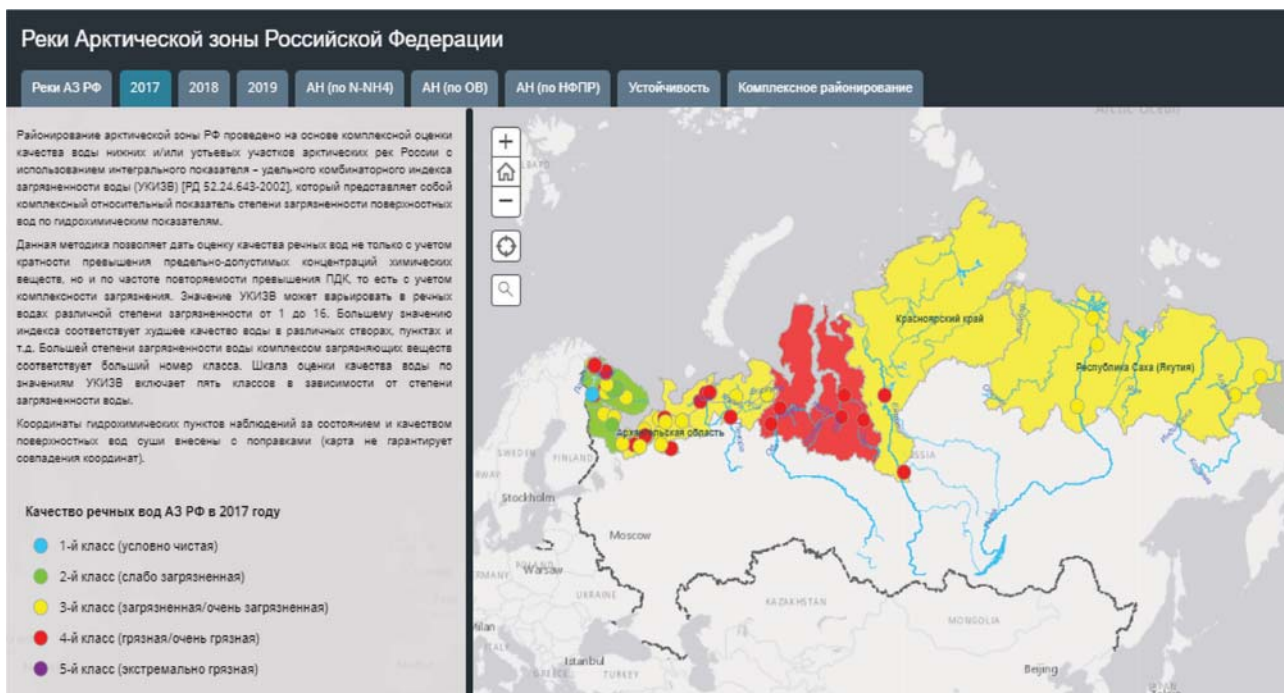 Реки Арктической зоны Российской Федерации
Реки АЗ РФ
2017
2018
2019
АН (по N-NH4)
АН (по ОВ)
АН (по НФПР)
Устойчивость
Комплексное районирование
Районирование арктической зоны РФ проведено на основе комплексной оценки
качества воды нижних и/или устьевых участков арктических рек России с
использованием интегрального показателя – удельного комбинаторного индекса
загрязненности воды (УКИЗВ) [РД 52.24.643-2002], который представляет собой
комплексный относительный показатель степени загрязненности поверхностных
вод по гидрохимическим показателям.
Данная методика позволяет дать оценку качества речных вод не только с учетом
кратности превышения предельно-допустимых концентраций химических
веществ, но и по частоте повторяемости превышения ПДК, то есть с учетом
комплексности загрязнения. Значение УКИЗВ может варьировать в речных
водах различной степени загрязненности от 1 до 16. Большему значению
индекса соответствует худшее качество воды в различных створах, пунктах и
т.д. Большей степени загрязненности воды комплексом загрязняющих веществ
соответствует больший номер класса. Шкала оценки качества воды по
значениям УКИЗВ включает пять классов в зависимости от степени
загрязненности воды.
Координаты гидрохимических пунктов наблюдений за состоянием и качеством
поверхностных вод суши внесены с поправками (карта не гарантирует
совпадения координат).
Качество речных вод АЗ РФ в 2017 году
1-й класс (условно чистая)
2-й класс (слабо загрязненная)
3-й класс (загрязненная/очень загрязненная)
4-й класс (грязная/очень грязная)
5-й класс (экстремально грязная)
Arctic Ocean
Красноярский край
Республика Саха (Якутия)
Архангельская область
SWEDEN
FINLAND
Stockholm
Moscow
Warsaw
UKRAINE
KAZAKHSTAN
MONGOLIA
Milan
ITALY
Istanbul
GREECE
TURKEY
Beijing